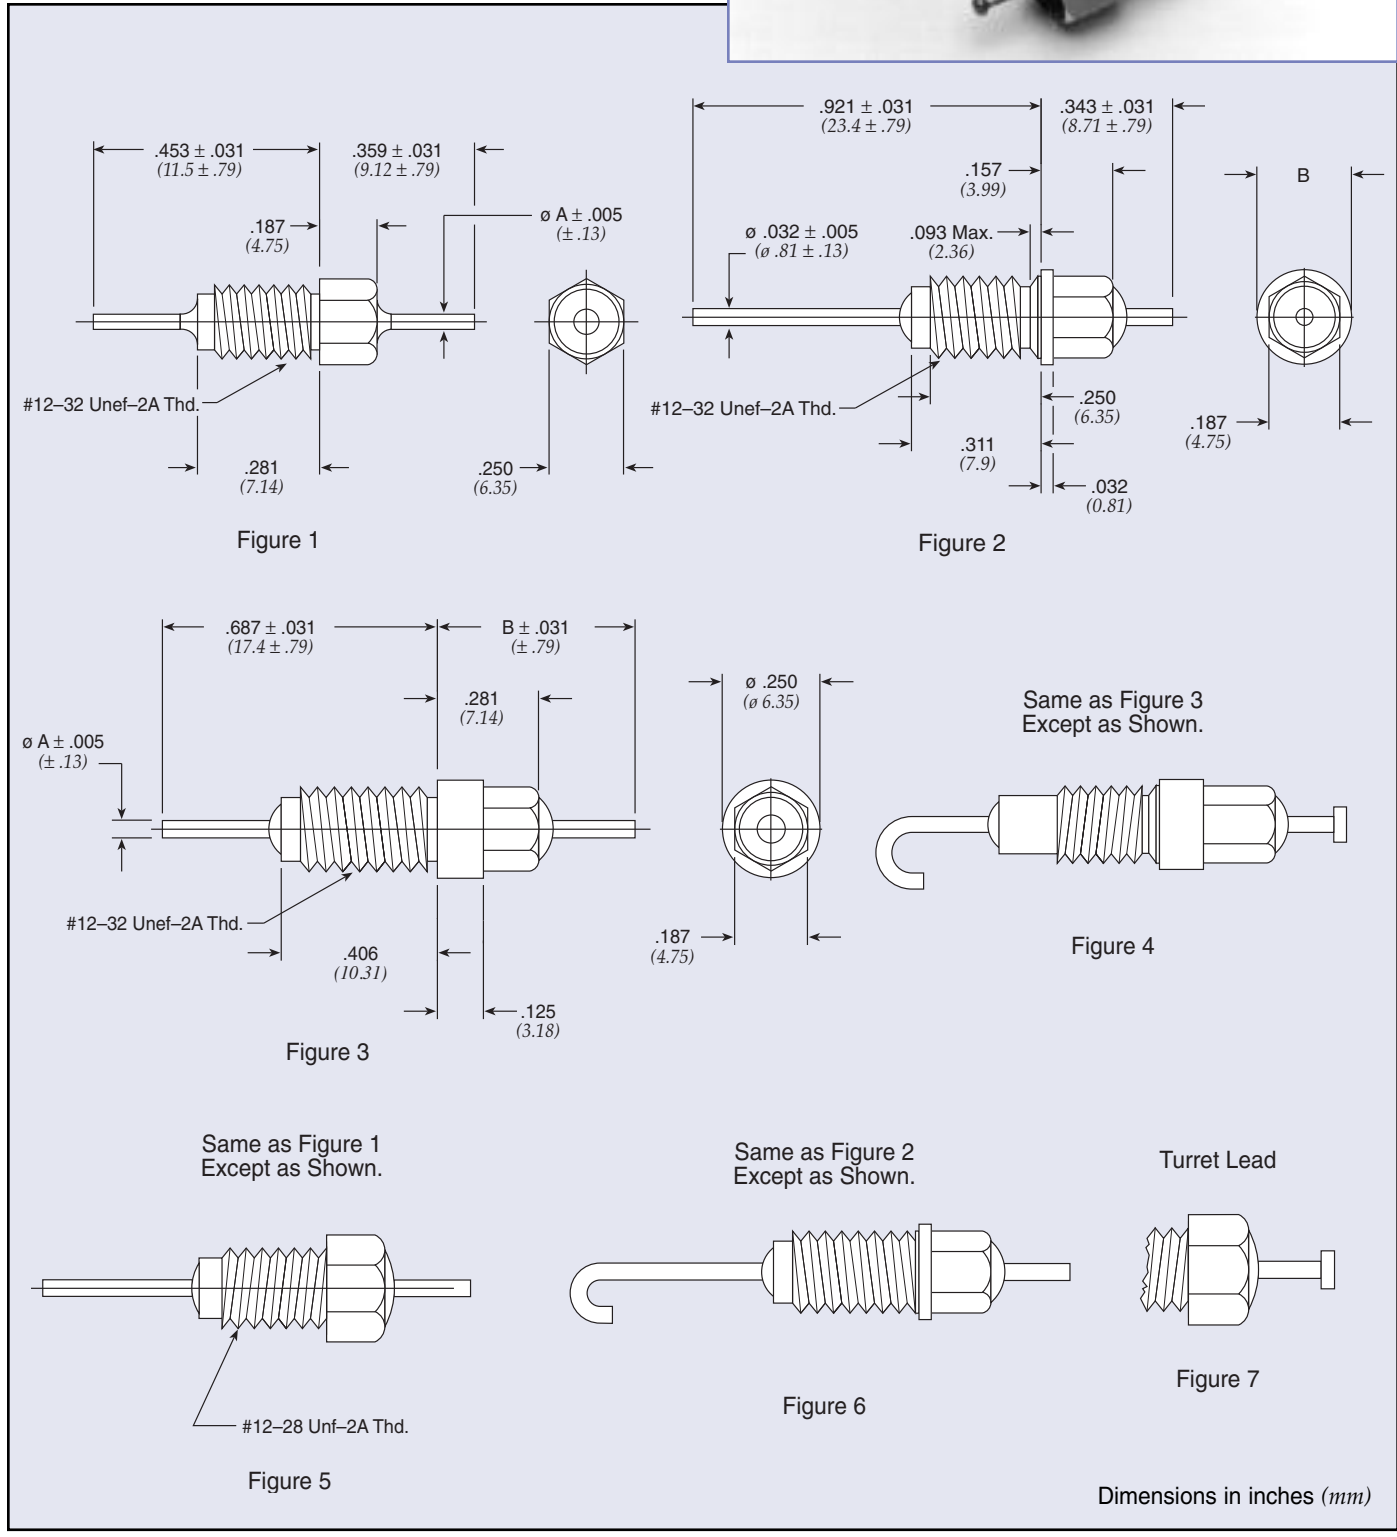 .453 ± .031
(11.5 ± .79)
.359 ± .031
(9.12 ± .79)
.187
(4.75)
ø A ± .005
(± .13)
#12–32 Unef–2A Thd.
.281
(7.14)
.250
(6.35)
Figure 1
.921 ± .031
(23.4 ± .79)
.343 ± .031
(8.71 ± .79)
.157
(3.99)
B
ø .032 ± .005
(ø .81 ± .13)
.093 Max.
(2.36)
#12–32 Unef–2A Thd.
.250
(6.35)
.187
(4.75)
.311
(7.9)
.032
(0.81)
Figure 2
.687 ± .031
(17.4 ± .79)
B ± .031
(± .79)
.281
(7.14)
ø .250
(ø 6.35)
ø A ± .005
(± .13)
#12–32 Unef–2A Thd.
.406
(10.31)
.187
(4.75)
.125
(3.18)
Figure 3
Same as Figure 3
Except as Shown.
Figure 4
Same as Figure 1
Except as Shown.
#12–28 Unf–2A Thd.
Figure 5
Same as Figure 2
Except as Shown.
Figure 6
Turret Lead
Figure 7
Dimensions in inches (mm)